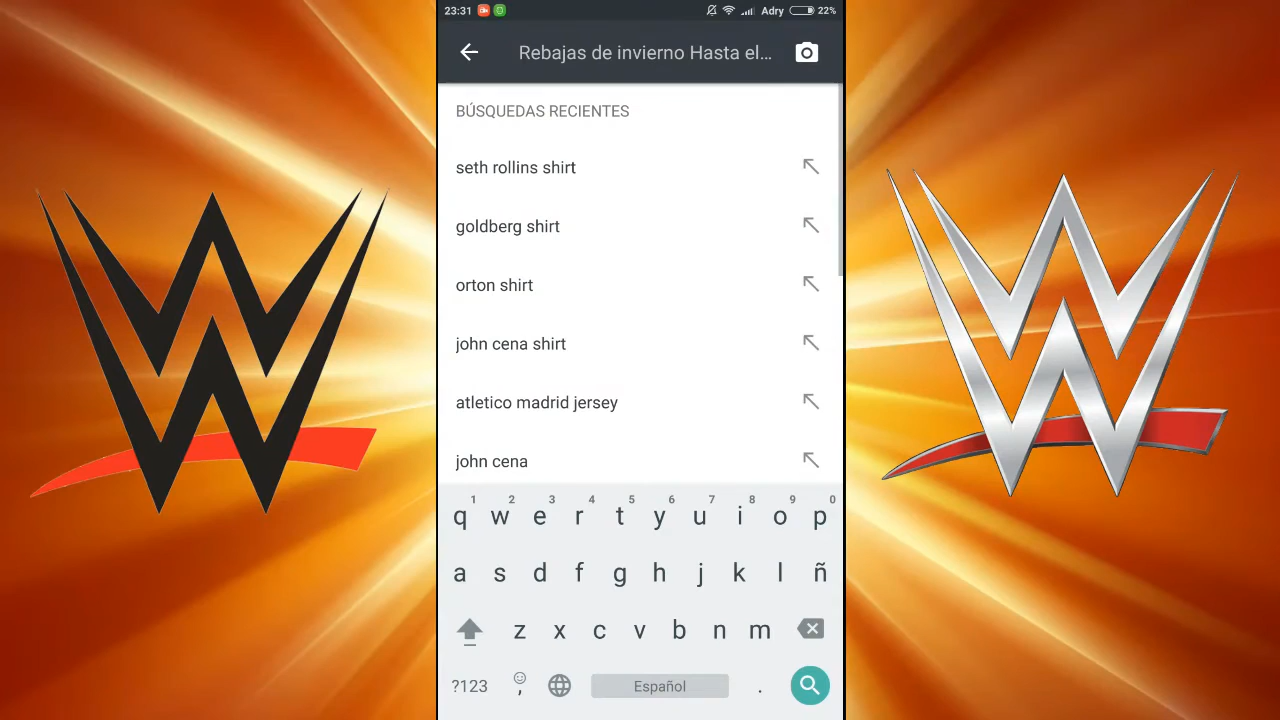 23:31 Adry 22%
Rebajas de invierno Hasta el...
BÚSQUEDAS RECIENTES
seth rollins shirt
goldberg shirt
orton shirt
john cena shirt
atletico madrid jersey
john cena
1 2 3 4 5 6 7 8 9 0
q w e r t y u i o p
a s d f g h j k l ñ
z x c v b n m
?123 , Español .